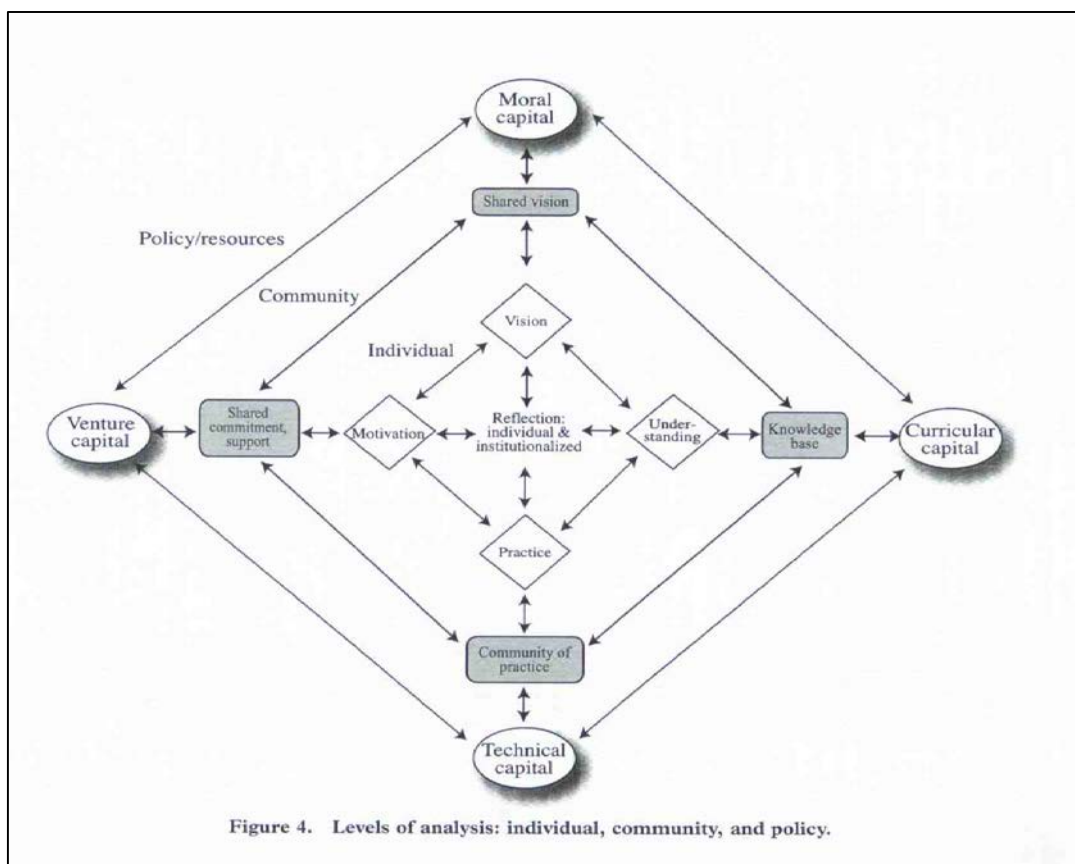 Moral
capital
Shared vision
Policy/resources
Community
Vision
Individual
Venture
capital
Shared
commitment,
support
Motivation
Reflection:
individual &
institutionalized
Under-
standing
Knowledge
base
Curricular
capital
Practice
Community of
practice
Technical
capital
Figure 4. Levels of analysis: individual, community, and policy.